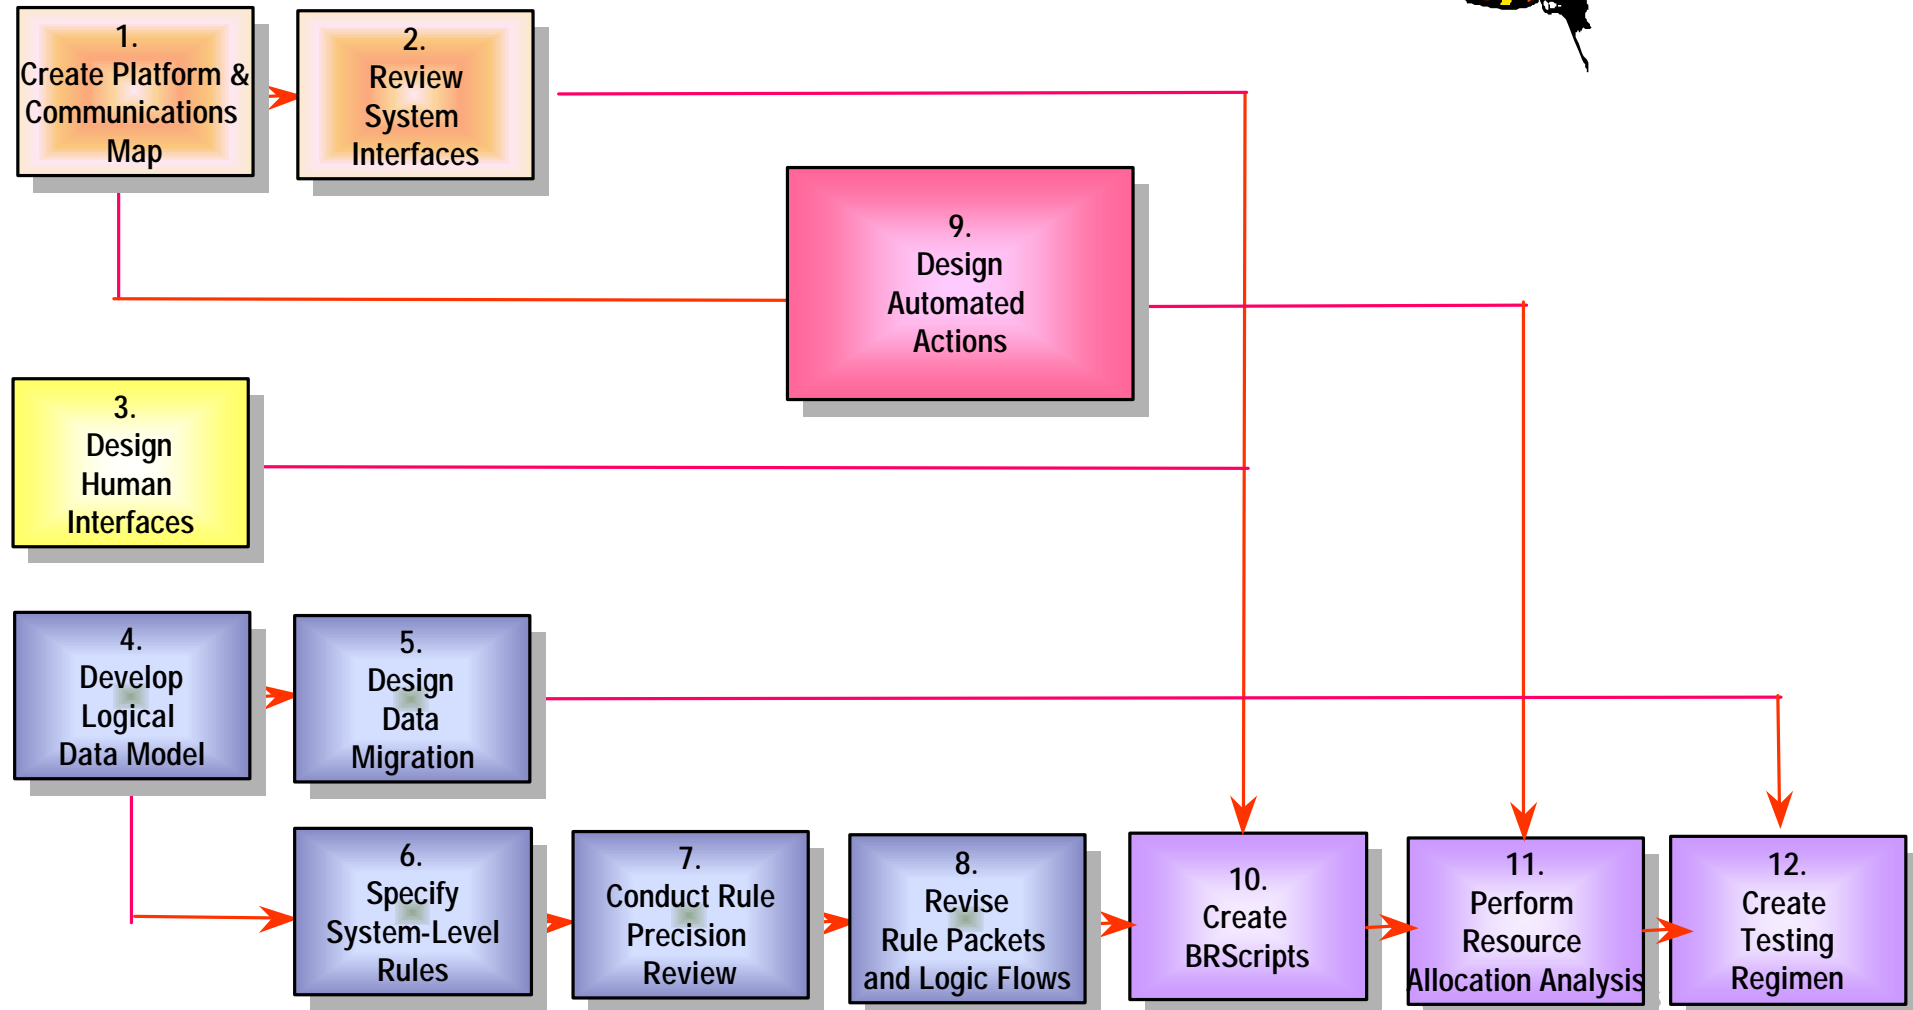 1.
Create Platform &
Communications
Map
2.
Review
System
Interfaces
9.
Design
Automated
Actions
3.
Design
Human
Interfaces
4.
Develop
Logical
Data Model
5.
Design
Data
Migration
6.
Specify
System-Level
Rules
7.
Conduct Rule
Precision
Review
8.
Revise
Rule Packets
and Logic Flows
10.
Create
BRScripts
11.
Perform
Resource
Allocation Analysis
12.
Create
Testing
Regimen